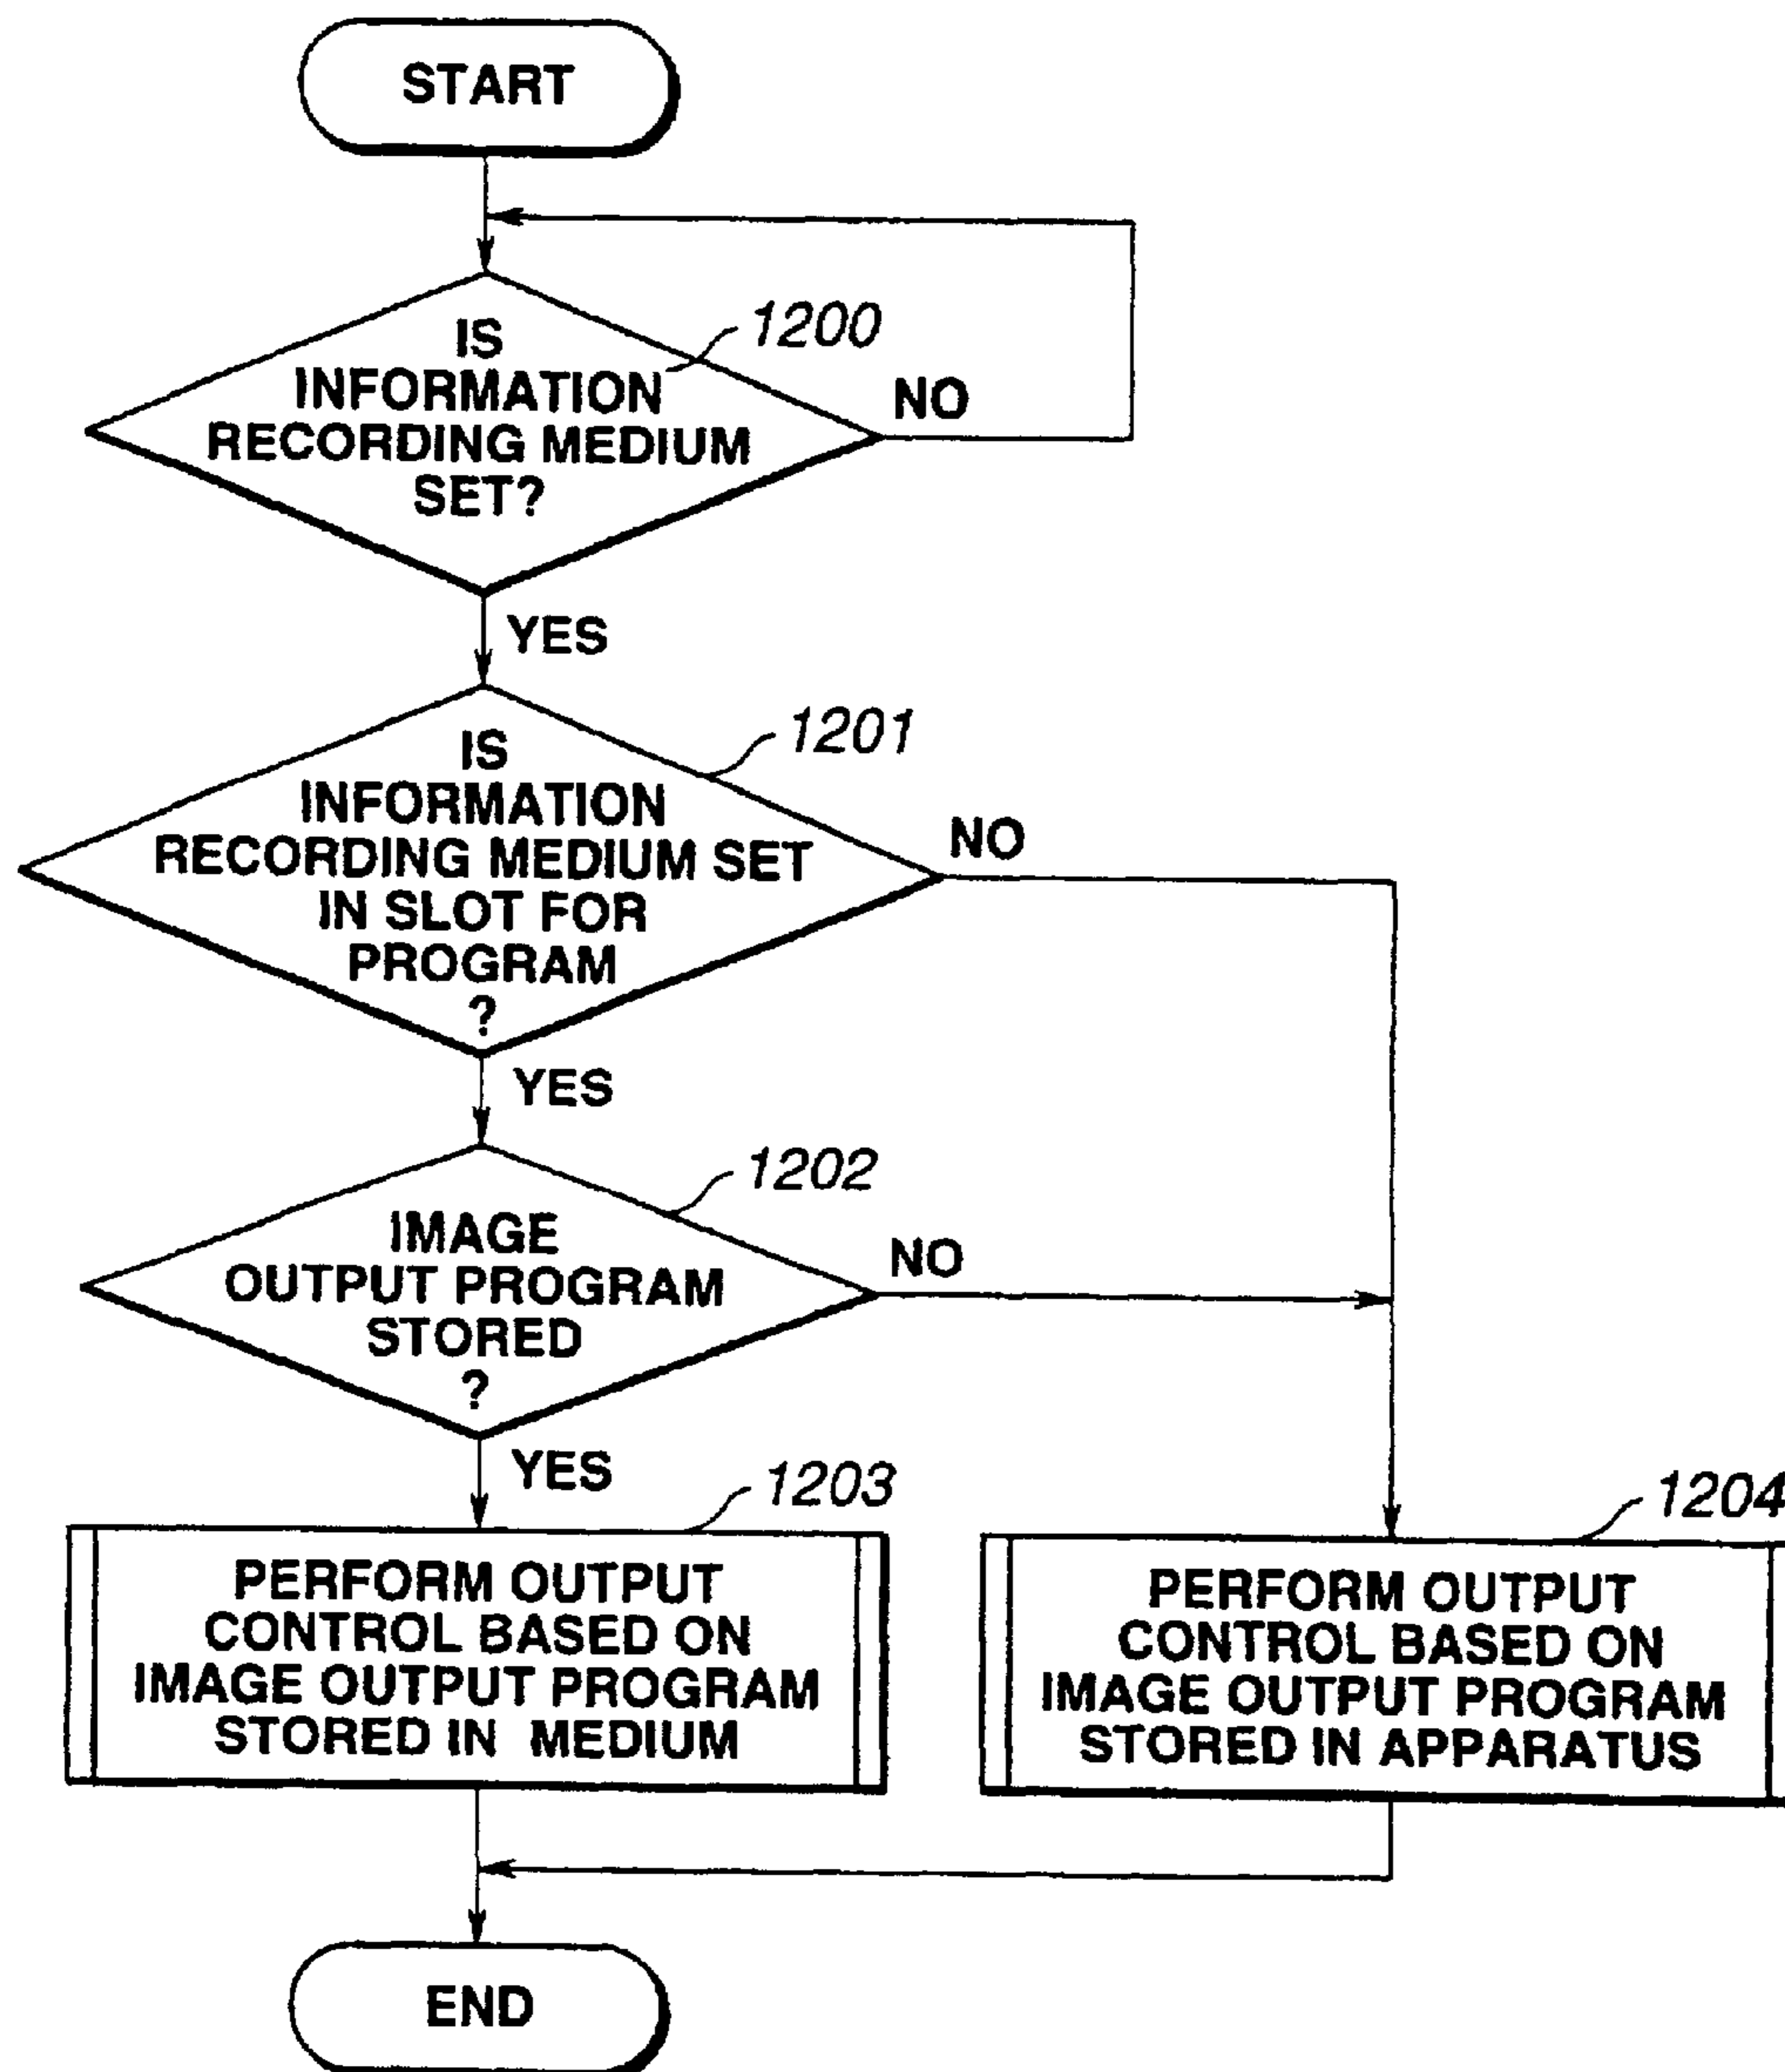 START
1200
IS
INFORMATION
RECORDING MEDIUM
SET?
NO
YES
1201
IS
INFORMATION
RECORDING MEDIUM SET
IN SLOT FOR
PROGRAM
?
NO
YES
1202
IMAGE
OUTPUT PROGRAM
STORED
?
NO
YES
1203
PERFORM OUTPUT
CONTROL BASED ON
IMAGE OUTPUT PROGRAM
STORED IN MEDIUM
1204
PERFORM OUTPUT
CONTROL BASED ON
IMAGE OUTPUT PROGRAM
STORED IN APPARATUS
END